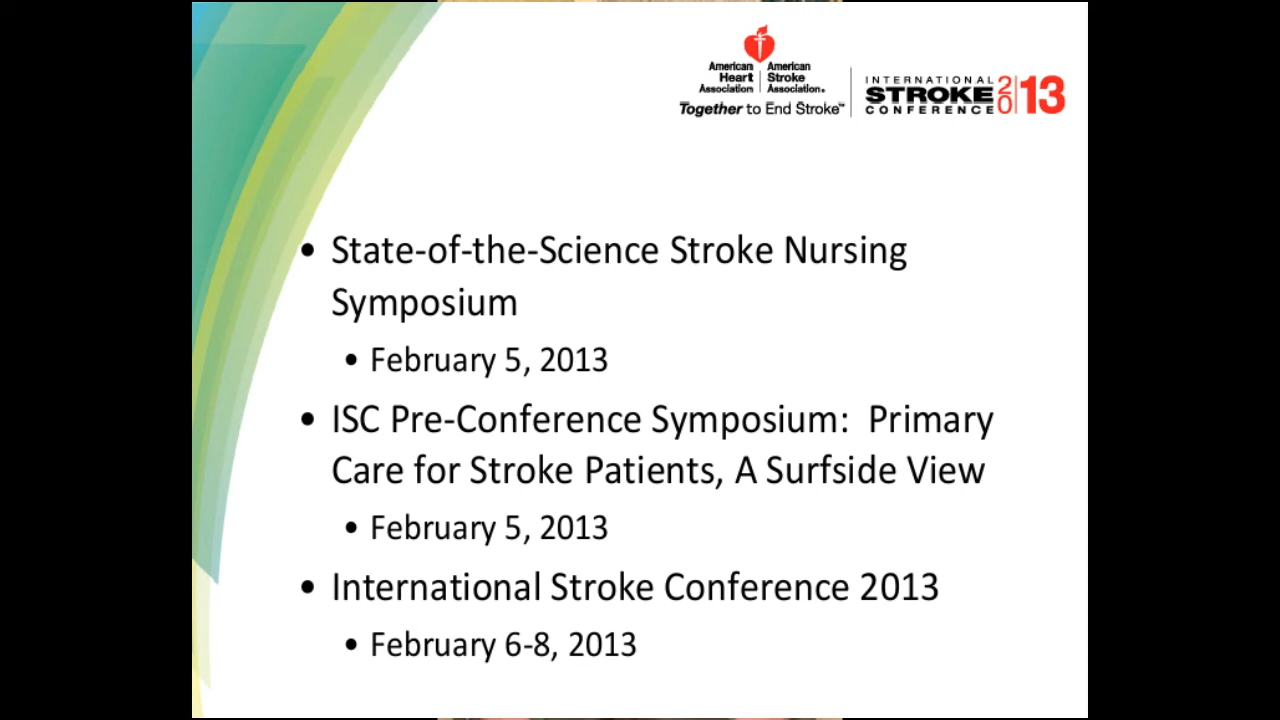 American American
Heart Stroke
Association Association®
Together to End Stroke™
INTERNATIONAL
STROKE
CONFERENCE
2013
• State-of-the-Science Stroke Nursing
Symposium
• February 5, 2013
• ISC Pre-Conference Symposium: Primary
Care for Stroke Patients, A Surfside View
• February 5, 2013
• International Stroke Conference 2013
• February 6-8, 2013